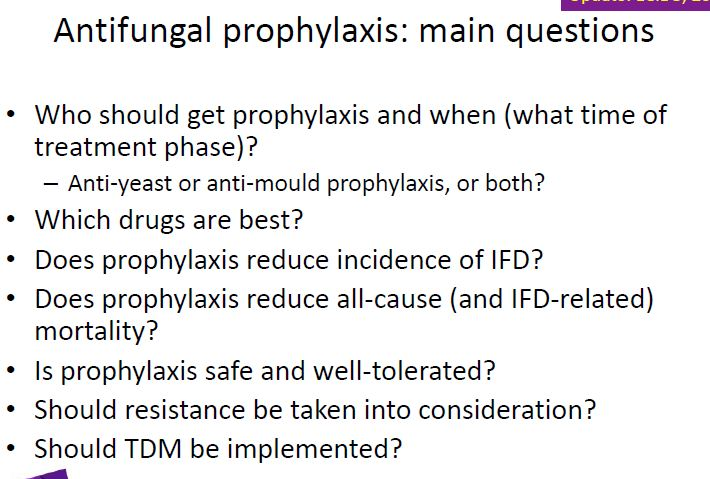 Antifungal prophylaxis: main questions
• Who should get prophylaxis and when (what time of
treatment phase)?
– Anti-yeast or anti-mould prophylaxis, or both?
• Which drugs are best?
• Does prophylaxis reduce incidence of IFD?
• Does prophylaxis reduce all-cause (and IFD-related)
mortality?
• Is prophylaxis safe and well-tolerated?
• Should resistance be taken into consideration?
• Should TDM be implemented?